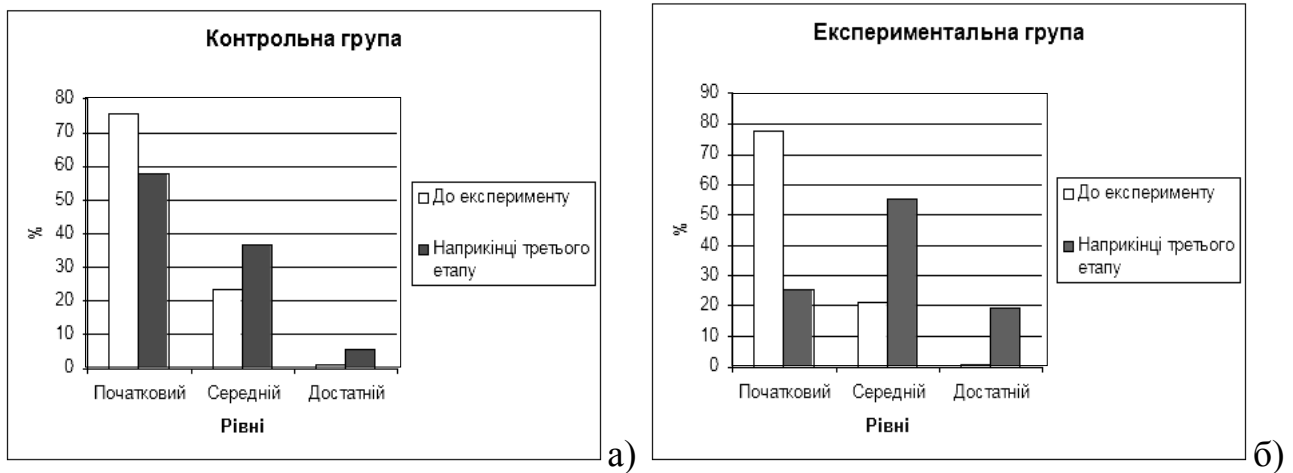 Контрольна група
80
70
60
50
40
30
20
10
0
%
Початковий Середній Достатній
Рівні
До експерименту
Наприкінці третього
етапу
а)
Експериментальна група
90
80
70
60
50
40
30
20
10
0
%
Початковий Середній Достатній
Рівні
До експерименту
Наприкінці третього
етапу
б)